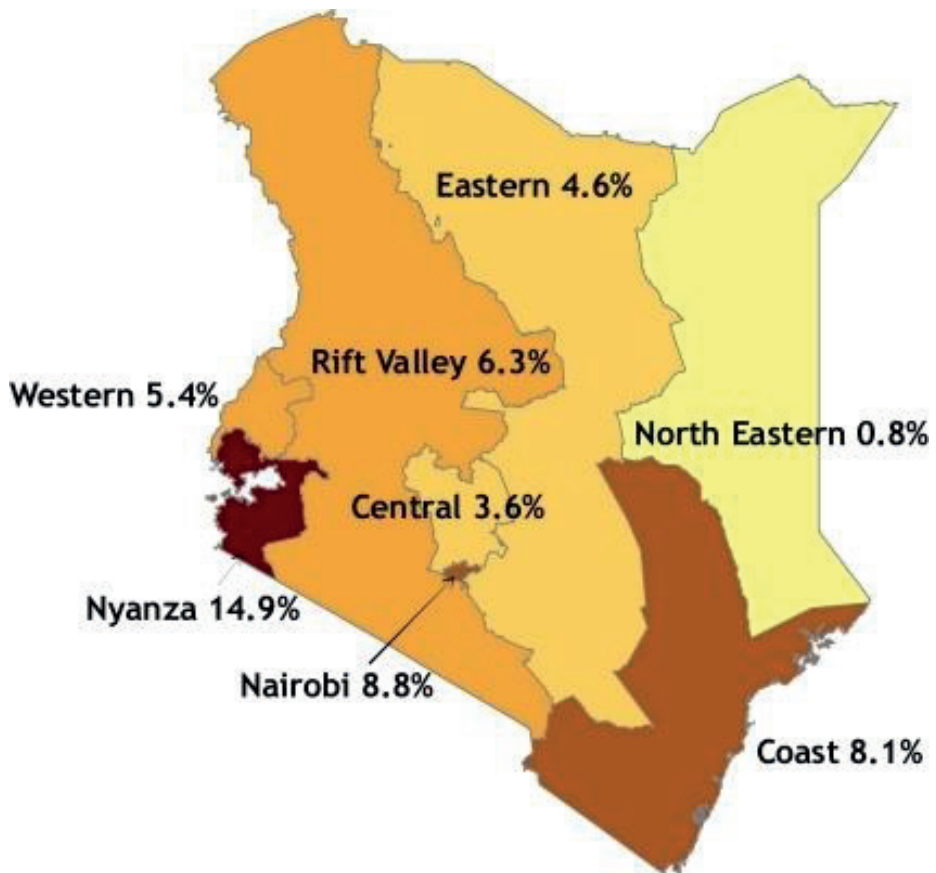 Eastern 4.6%
Rift Valley 6.3%
Western 5.4%
North Eastern 0.8%
Central 3.6%
Nyanza 14.9%
Nairobi 8.8%
Coast 8.1%